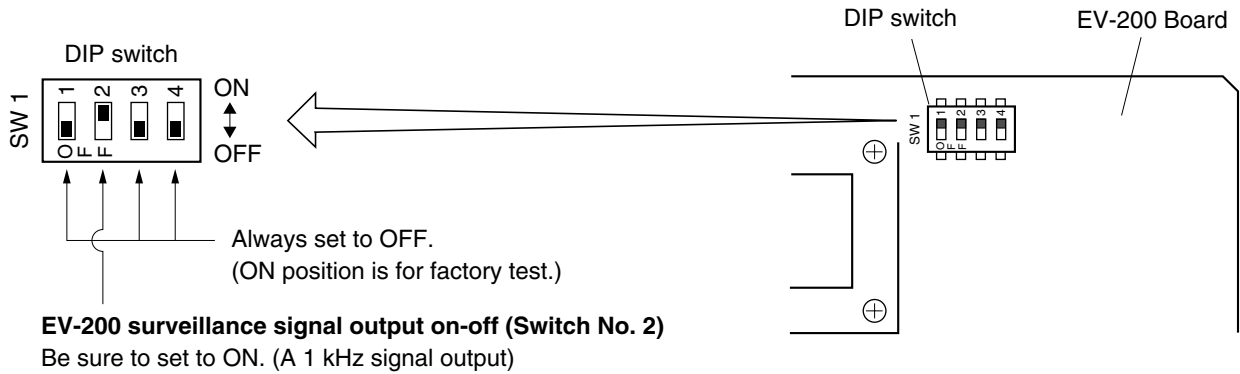 DIP switch
EV-200 Board
DIP switch
SW 1
1 2 3 4
ON
OFF
O F F
SW 1
1 2 3 4
O F F
Always set to OFF.
(ON position is for factory test.)
EV-200 surveillance signal output on-off (Switch No. 2)
Be sure to set to ON. (A 1 kHz signal output)